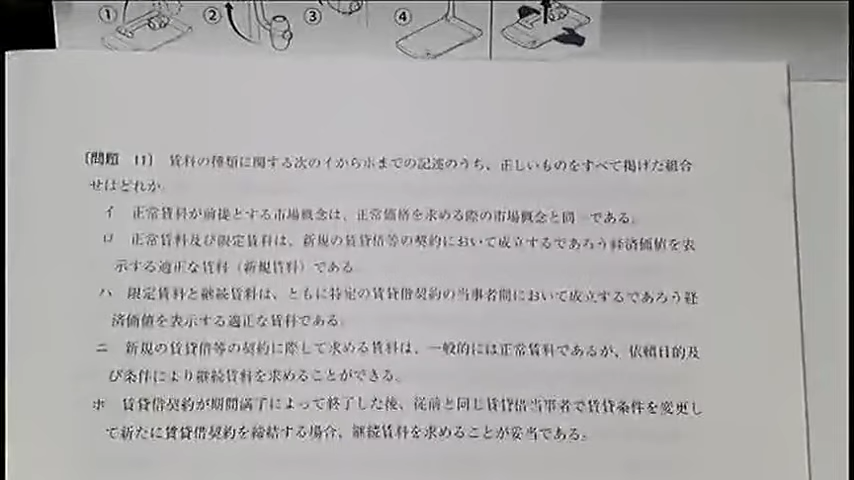 ① ② ③ ④
〔問題 11〕 賃料の種類に関する次のイからホまでの記述のうち、正しいものをすべて掲げた組合
せはどれか。
イ 正常賃料が前提とする市場概念は、正常価格を求める際の市場概念と同一である。
ロ 正常賃料及び限定賃料は、新規の賃貸借等の契約において成立するであろう経済価値を表
示する適正な賃料（新規賃料）である。
ハ 限定賃料と継続賃料は、ともに特定の賃貸借契約の当事者間において成立するであろう経
済価値を表示する適正な賃料である。
ニ 新規の賃貸借等の契約に際して求める賃料は、一般的には正常賃料であるが、依頼目的及
び条件により継続賃料を求めることができる。
ホ 賃貸借契約が期間満了によって終了した後、従前と同じ賃貸借当事者で賃貸条件を変更し
て新たに賃貸借契約を締結する場合、継続賃料を求めることが妥当である。